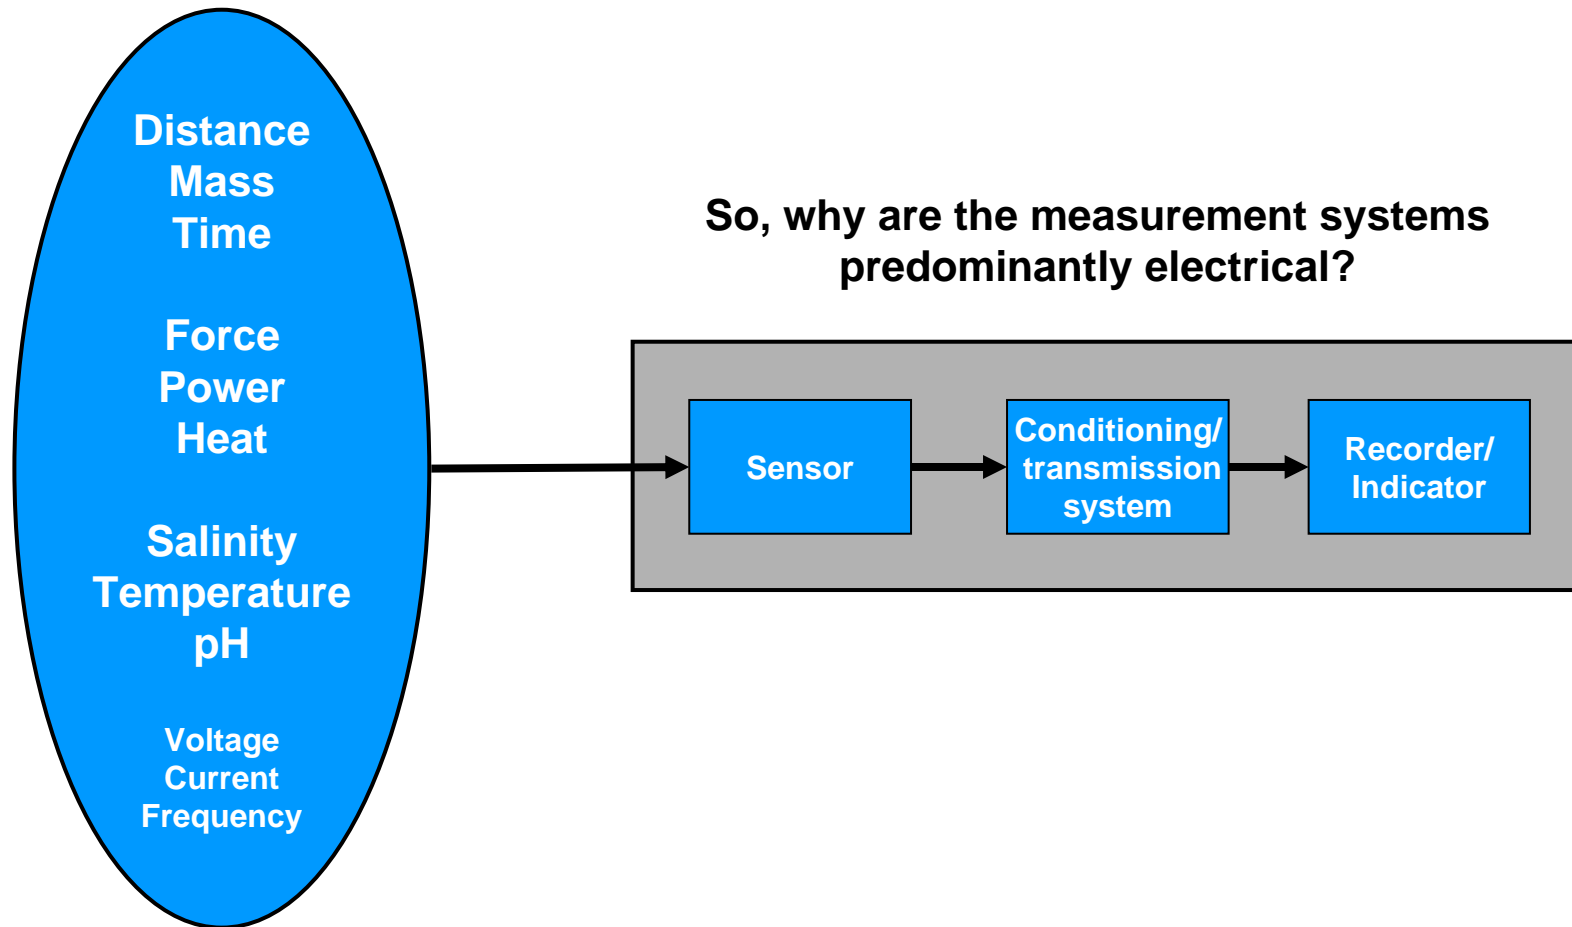 Distance
Mass
Time
Force
Power
Heat
Salinity
Temperature
pH
Voltage
Current
Frequency
So, why are the measurement systems
predominantly electrical?
Sensor
Conditioning/
transmission
system
Recorder/
Indicator